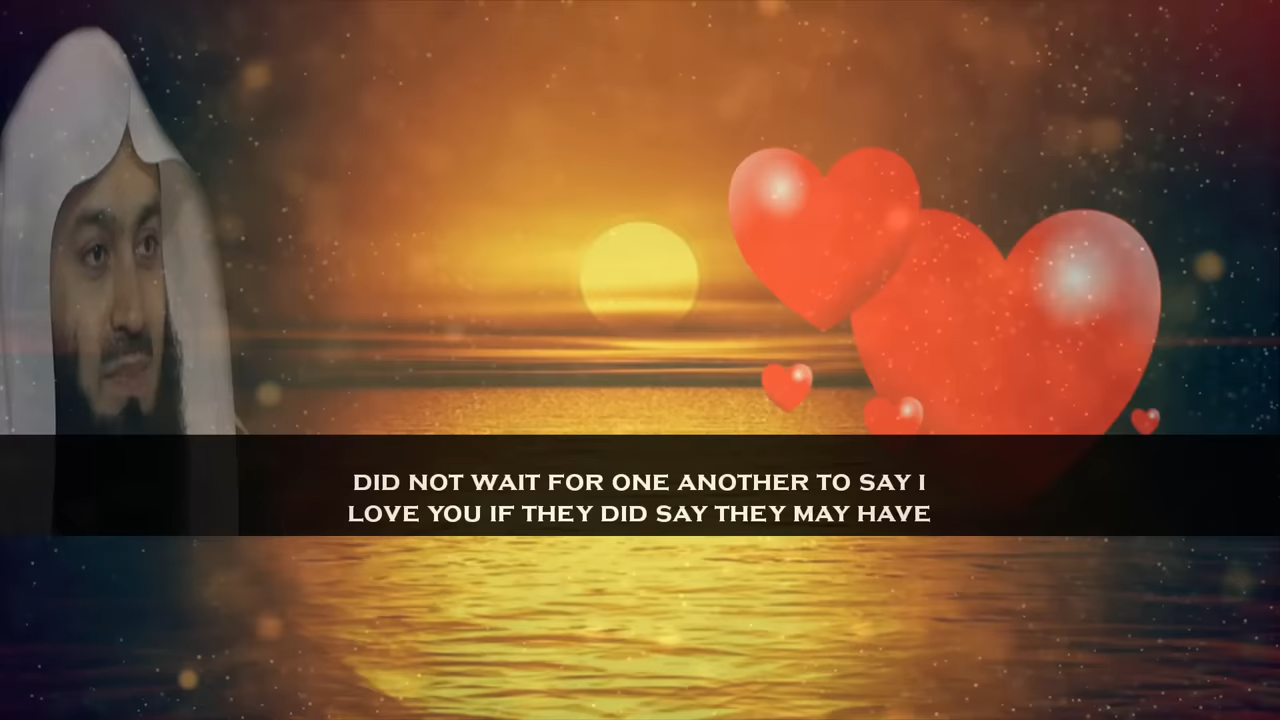 DID NOT WAIT FOR ONE ANOTHER TO SAY I
LOVE YOU IF THEY DID SAY THEY MAY HAVE